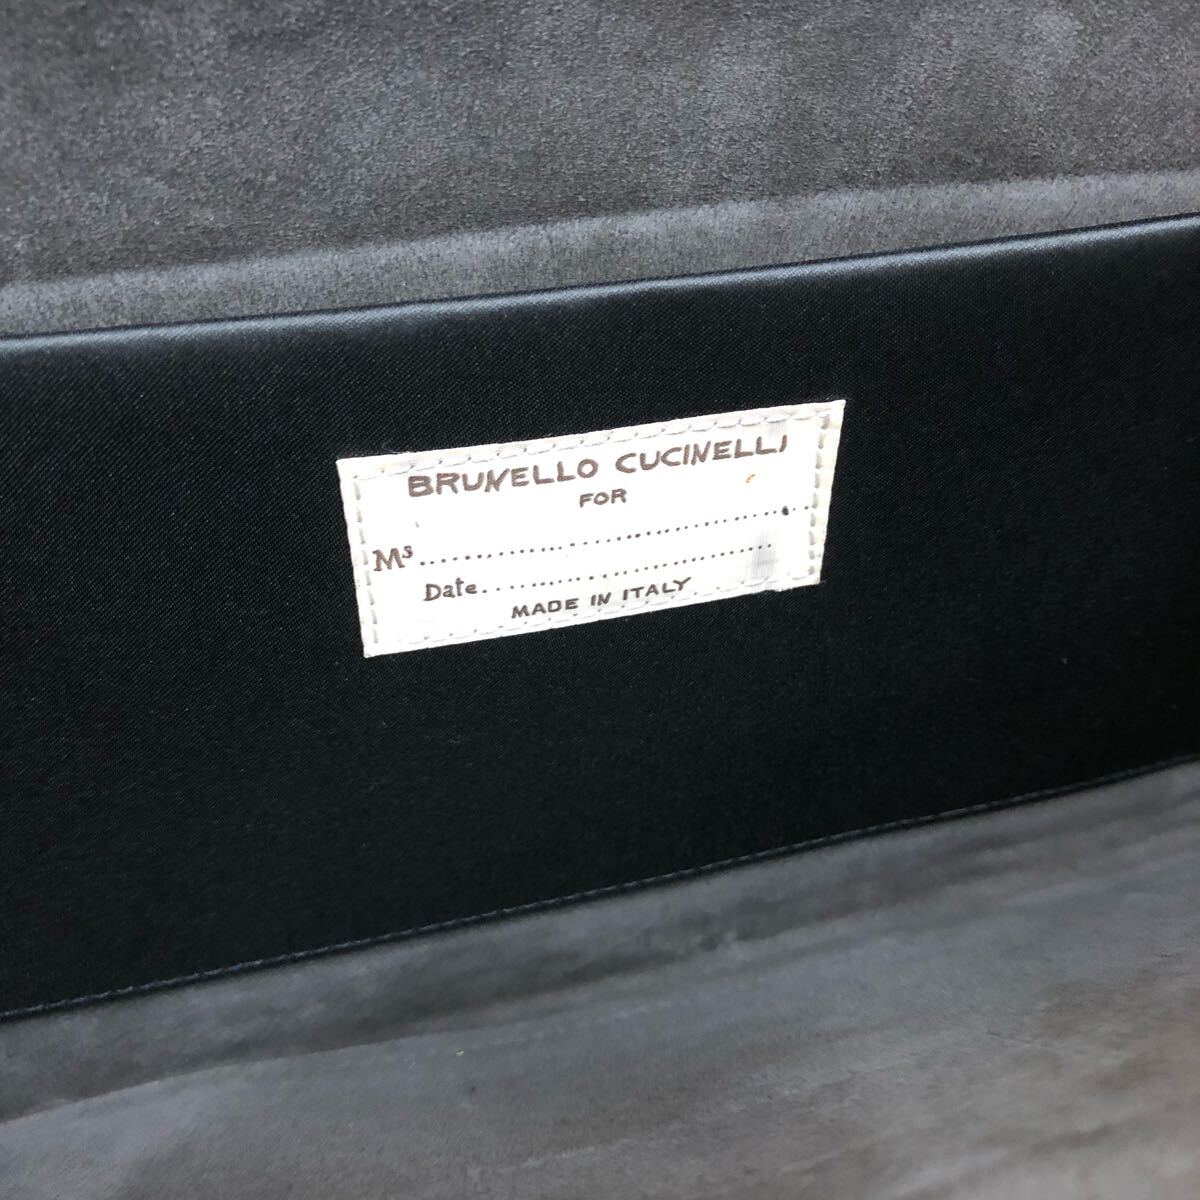 BRUNELLO CUCINELLI
FOR
Ms..............................
Date..............................
MADE IN ITALY